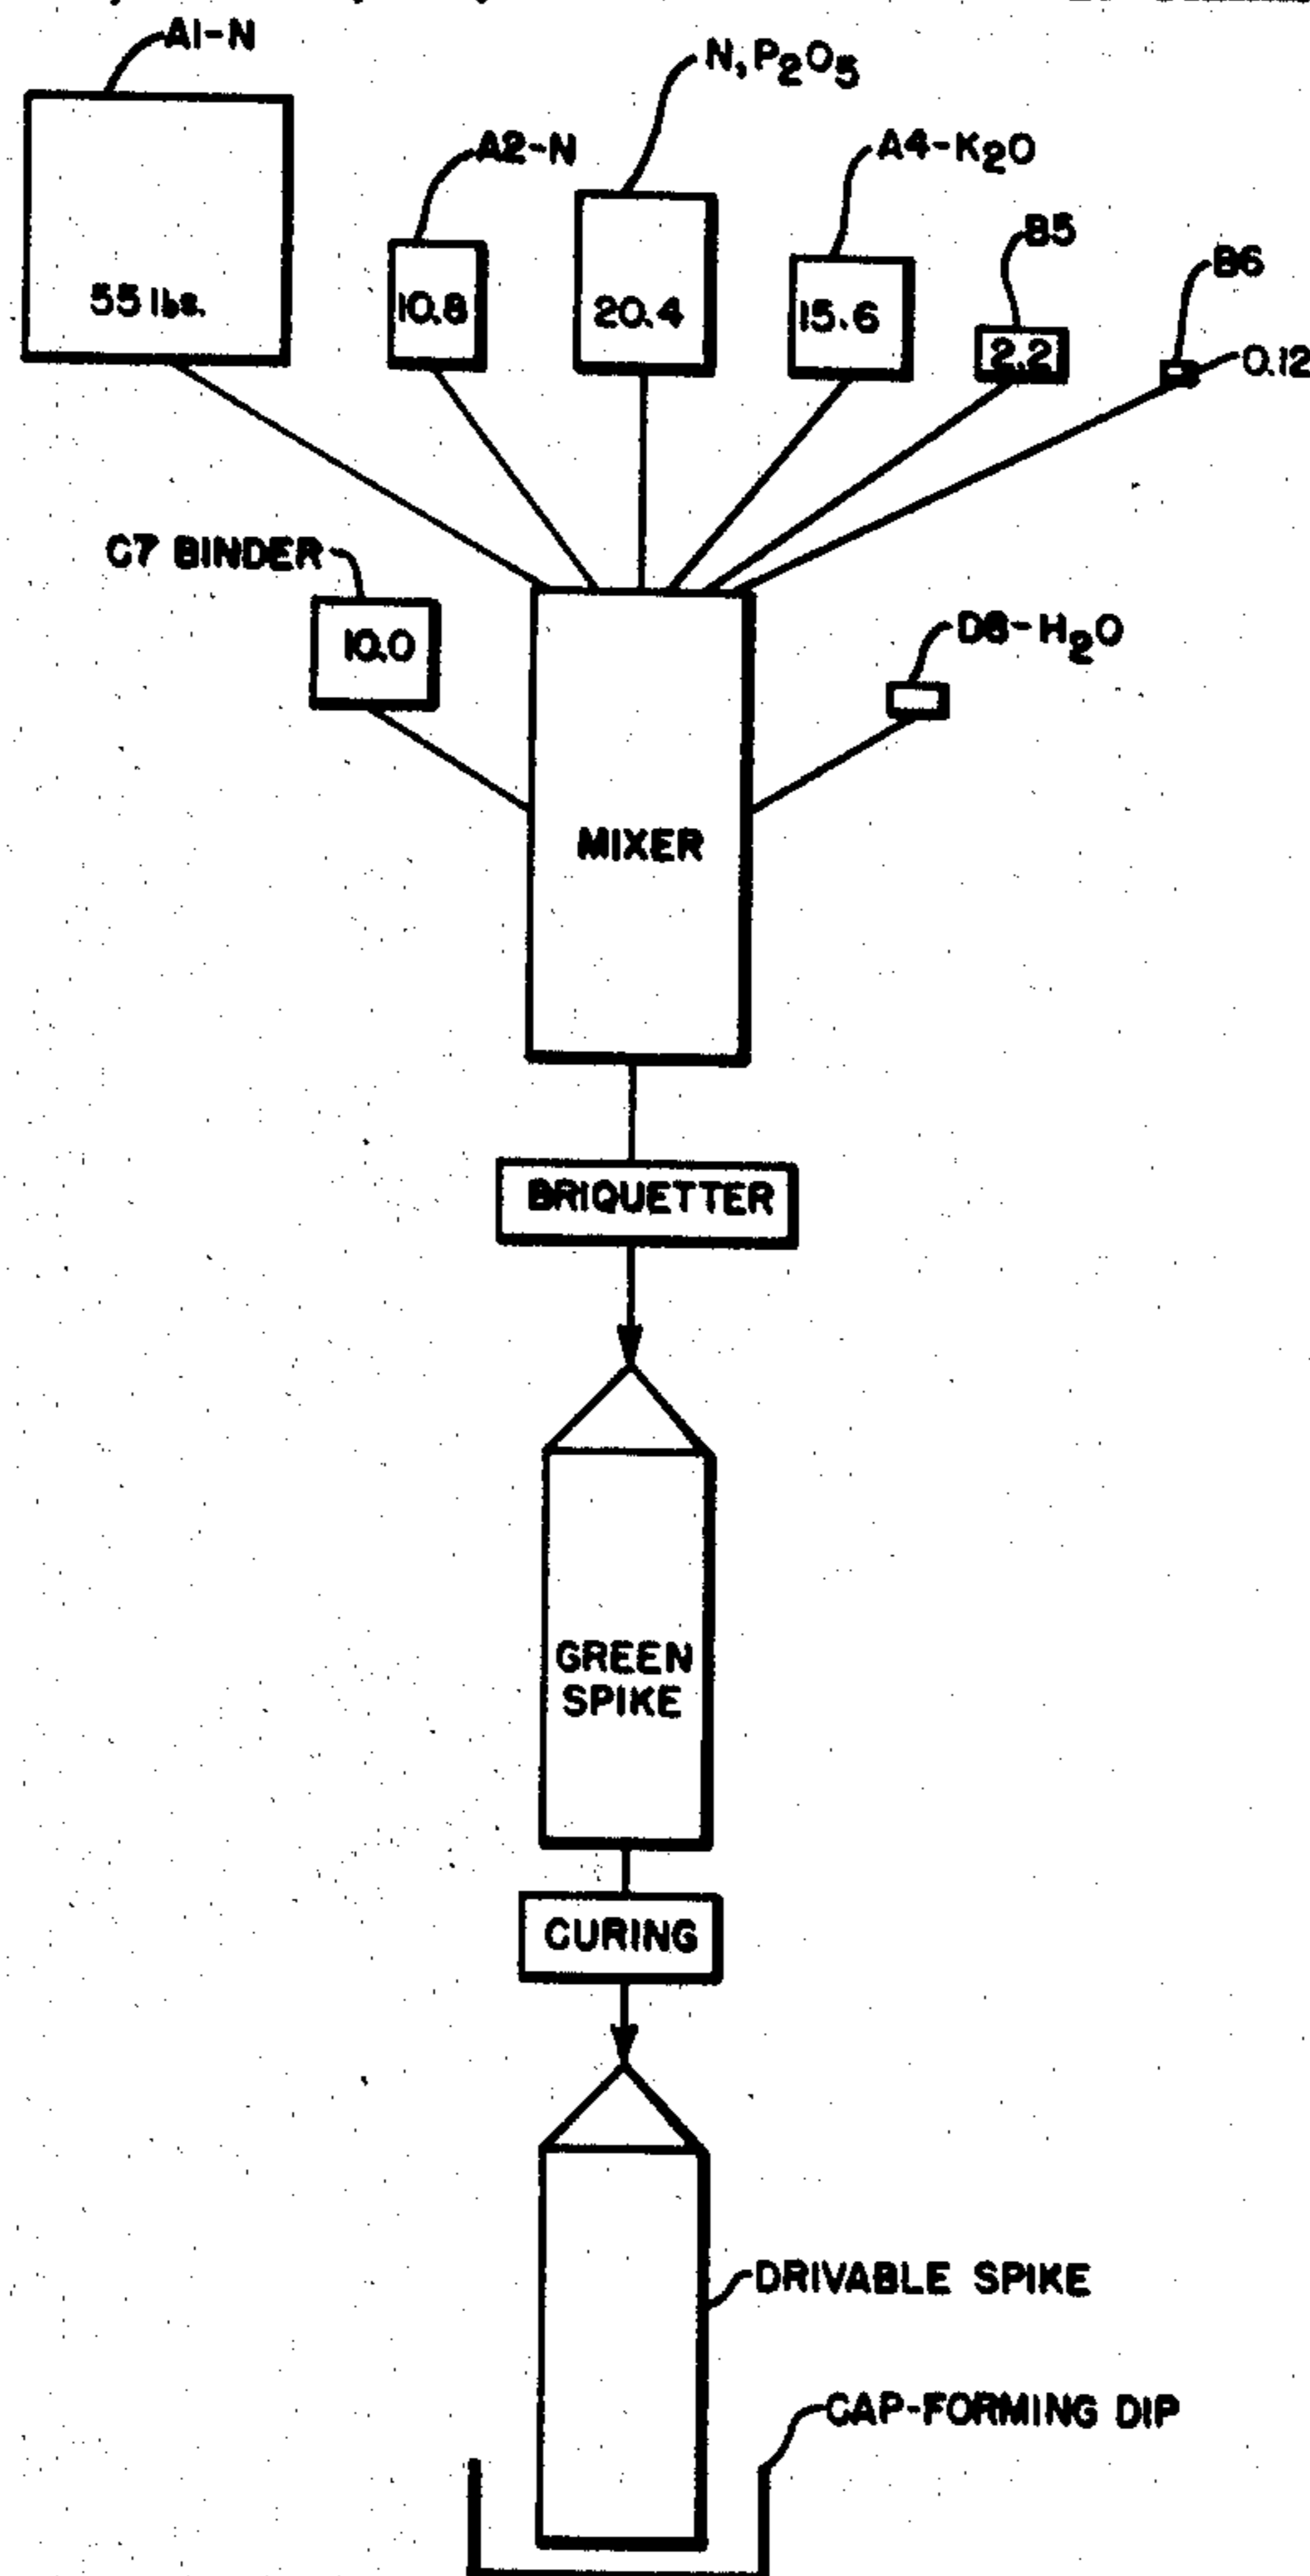 A1-N
N, P2O5
A2-N
A4-K2O
B5
B6
55 lbs.
10.8
20.4
15.6
2.2
0.12
C7 BINDER
10.0
D8-H2O
MIXER
BRIQUETTER
GREEN
SPIKE
CURING
DRIVABLE SPIKE
CAP-FORMING DIP